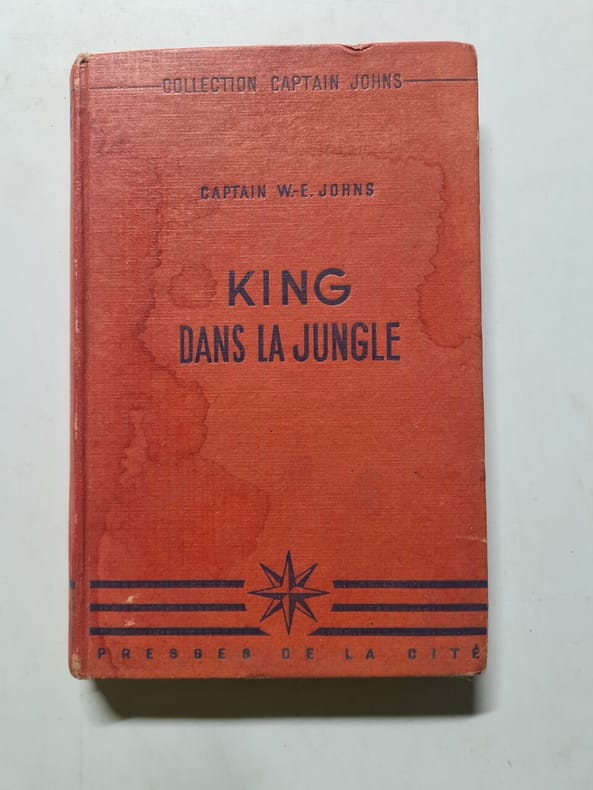 COLLECTION CAPTAIN JOHNS
CAPTAIN W.-E. JOHNS
KING
DANS LA JUNGLE
PRESSES DE LA CITÉ